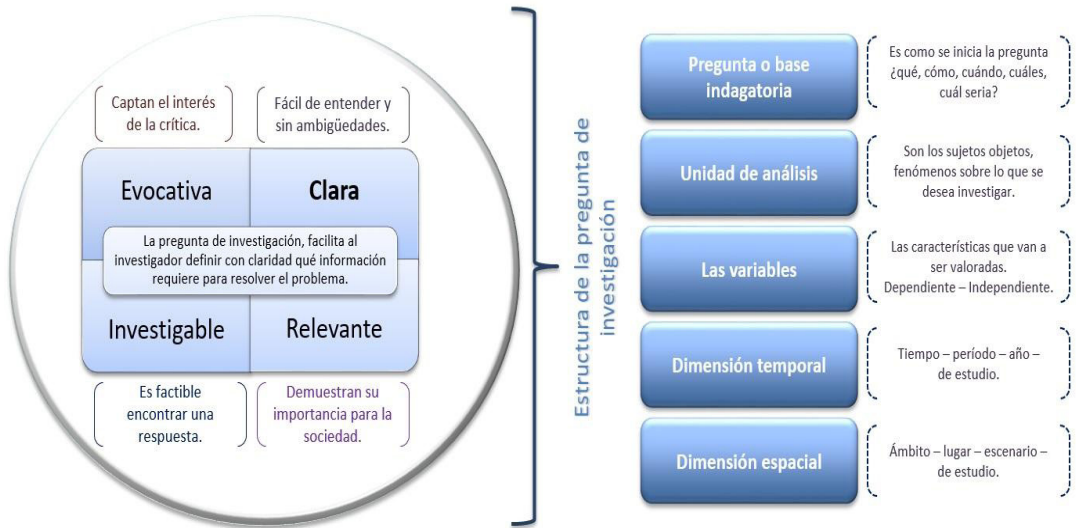 Captan el interés
de la crítica.
Fácil de entender y
sin ambigüedades.
Evocativa
Clara
La pregunta de investigación, facilita al
investigador definir con claridad qué información
requiere para resolver el problema.
Investigable
Relevante
Es factible
encontrar una
respuesta.
Demuestran su
importancia para la
sociedad.
Estructura de la pregunta de
investigación
Pregunta o base
indagatoria
Es como se inicia la pregunta
¿qué, cómo, cuándo, cuáles,
cuál seria?
Unidad de análisis
Son los sujetos objetos,
fenómenos sobre lo que se
desea investigar.
Las variables
Las características que van a
ser valoradas.
Dependiente – Independiente.
Dimensión temporal
Tiempo – período – año –
de estudio.
Dimensión espacial
Ámbito – lugar – escenario –
de estudio.